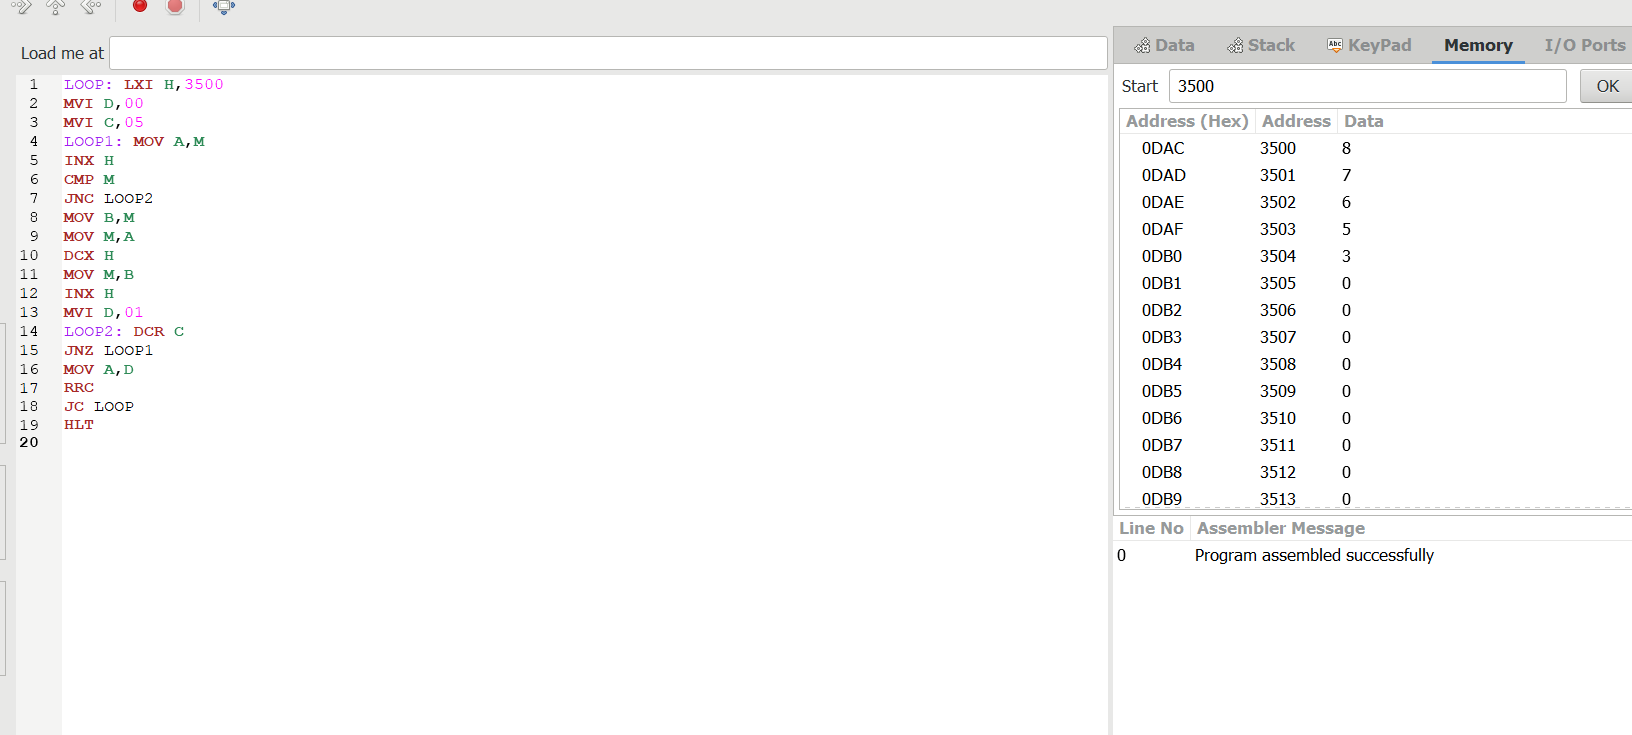 Load me at
1 LOOP: LXI H,3500
2 MVI D,00
3 MVI C,05
4 LOOP1: MOV A,M
5 INX H
6 CMP M
7 JNC LOOP2
8 MOV B,M
9 MOV M,A
10 DCX H
11 MOV M,B
12 INX H
13 MVI D,01
14 LOOP2: DCR C
15 JNZ LOOP1
16 MOV A,D
17 RRC
18 JC LOOP
19 HLT
20
Data Stack Abc KeyPad Memory I/O Ports
Start 3500 OK
Address (Hex) Address Data
0DAC 3500 8
0DAD 3501 7
0DAE 3502 6
0DAF 3503 5
0DB0 3504 3
0DB1 3505 0
0DB2 3506 0
0DB3 3507 0
0DB4 3508 0
0DB5 3509 0
0DB6 3510 0
0DB7 3511 0
0DB8 3512 0
0DB9 3513 0
Line No Assembler Message
0 Program assembled successfully